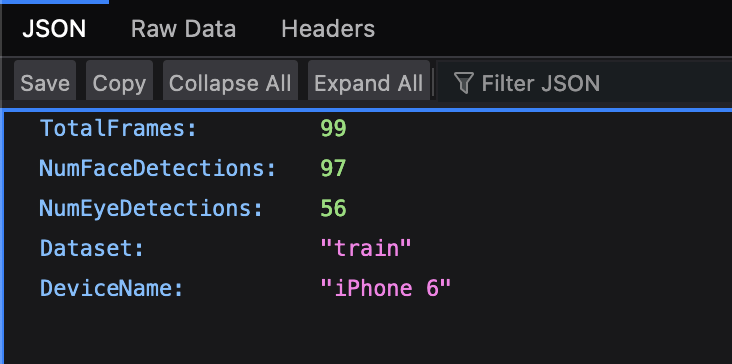 JSON Raw Data Headers
Save Copy Collapse All Expand All Filter JSON
TotalFrames: 99
NumFaceDetections: 97
NumEyeDetections: 56
Dataset: "train"
DeviceName: "iPhone 6"